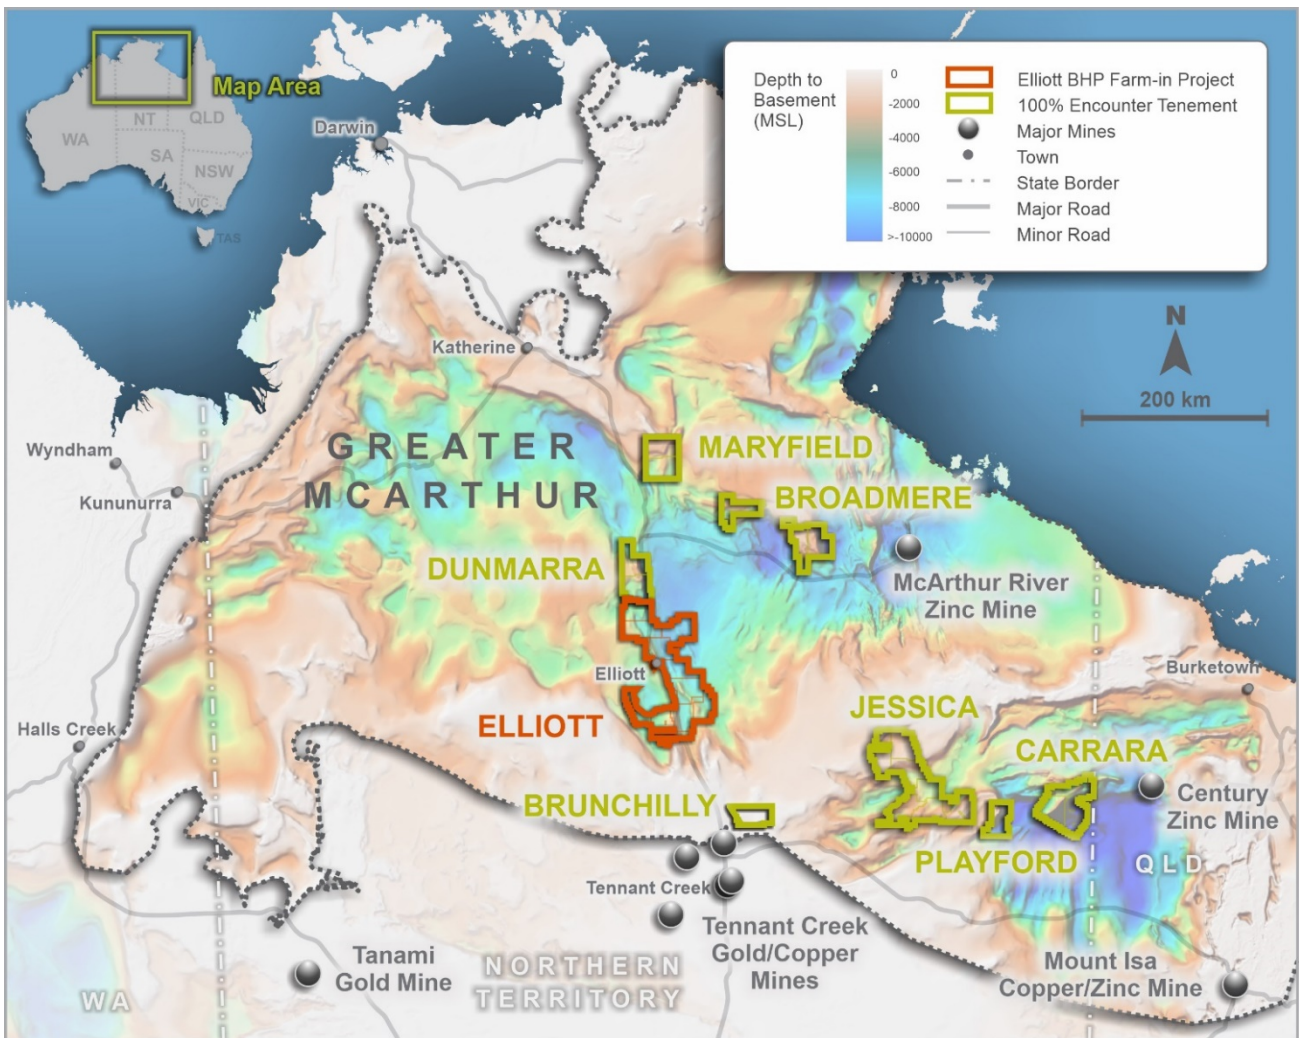 Map Area
WA
NT
QLD
SA
NSW
VIC
TAS
Depth to
Basement
(MSL)
0
-2000
-4000
-6000
-8000
>-10000
Elliott BHP Farm-in Project
100% Encounter Tenement
Major Mines
Town
State Border
Major Road
Minor Road
Darwin
N
200 km
Katherine
GREATER
MCARTHUR
MARYFIELD
Wyndham
BROADMERE
Kununurra
DUNMARRA
McArthur River
Zinc Mine
Elliott
Burketown
ELLIOTT
JESSICA
Halls Creek
CARRARA
BRUNCHILLY
Century
Zinc Mine
PLAYFORD
QLD
Tennant Creek
Tennant Creek
Gold/Copper
Mines
Tanami
Gold Mine
NORTHERN
TERRITORY
Mount Isa
Copper/Zinc Mine
WA